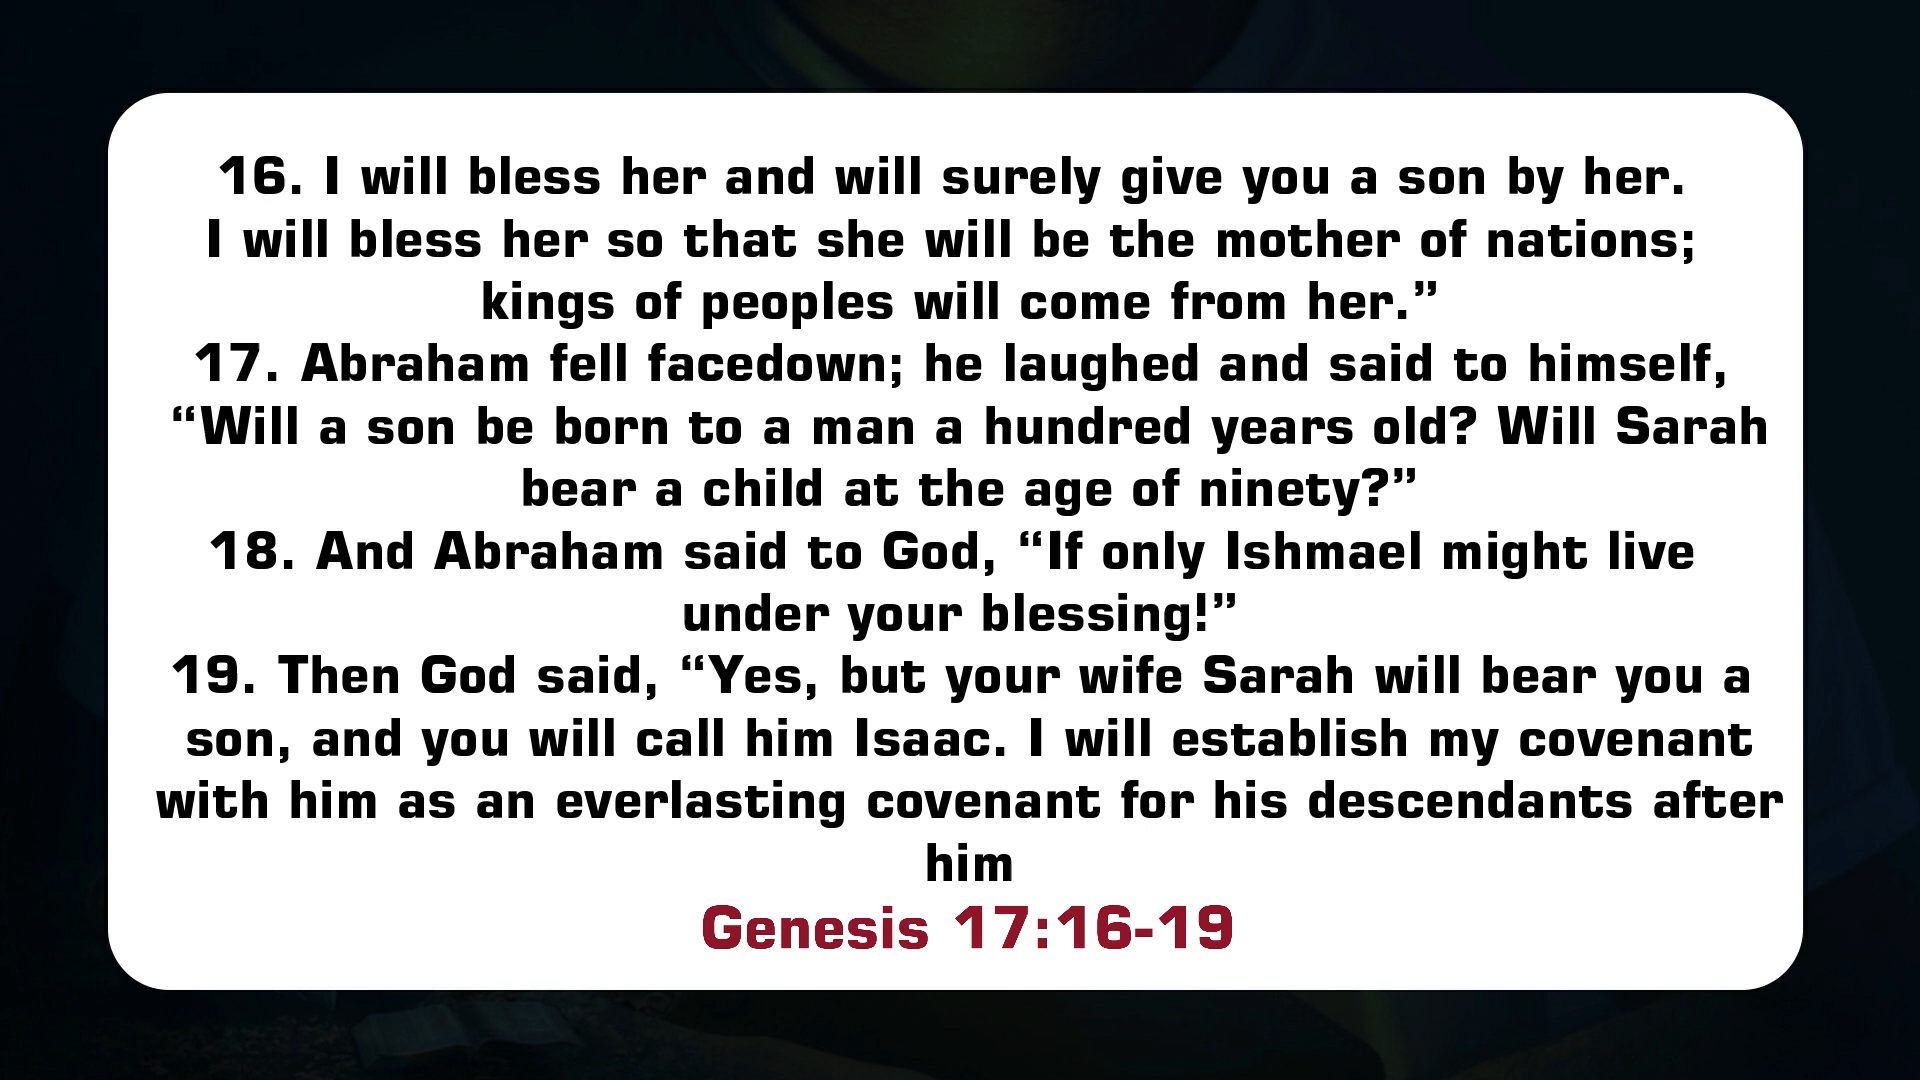 16. I will bless her and will surely give you a son by her.
I will bless her so that she will be the mother of nations;
kings of peoples will come from her.”
17. Abraham fell facedown; he laughed and said to himself,
“Will a son be born to a man a hundred years old? Will Sarah
bear a child at the age of ninety?”
18. And Abraham said to God, “If only Ishmael might live
under your blessing!”
19. Then God said, “Yes, but your wife Sarah will bear you a
son, and you will call him Isaac. I will establish my covenant
with him as an everlasting covenant for his descendants after
him
Genesis 17:16-19